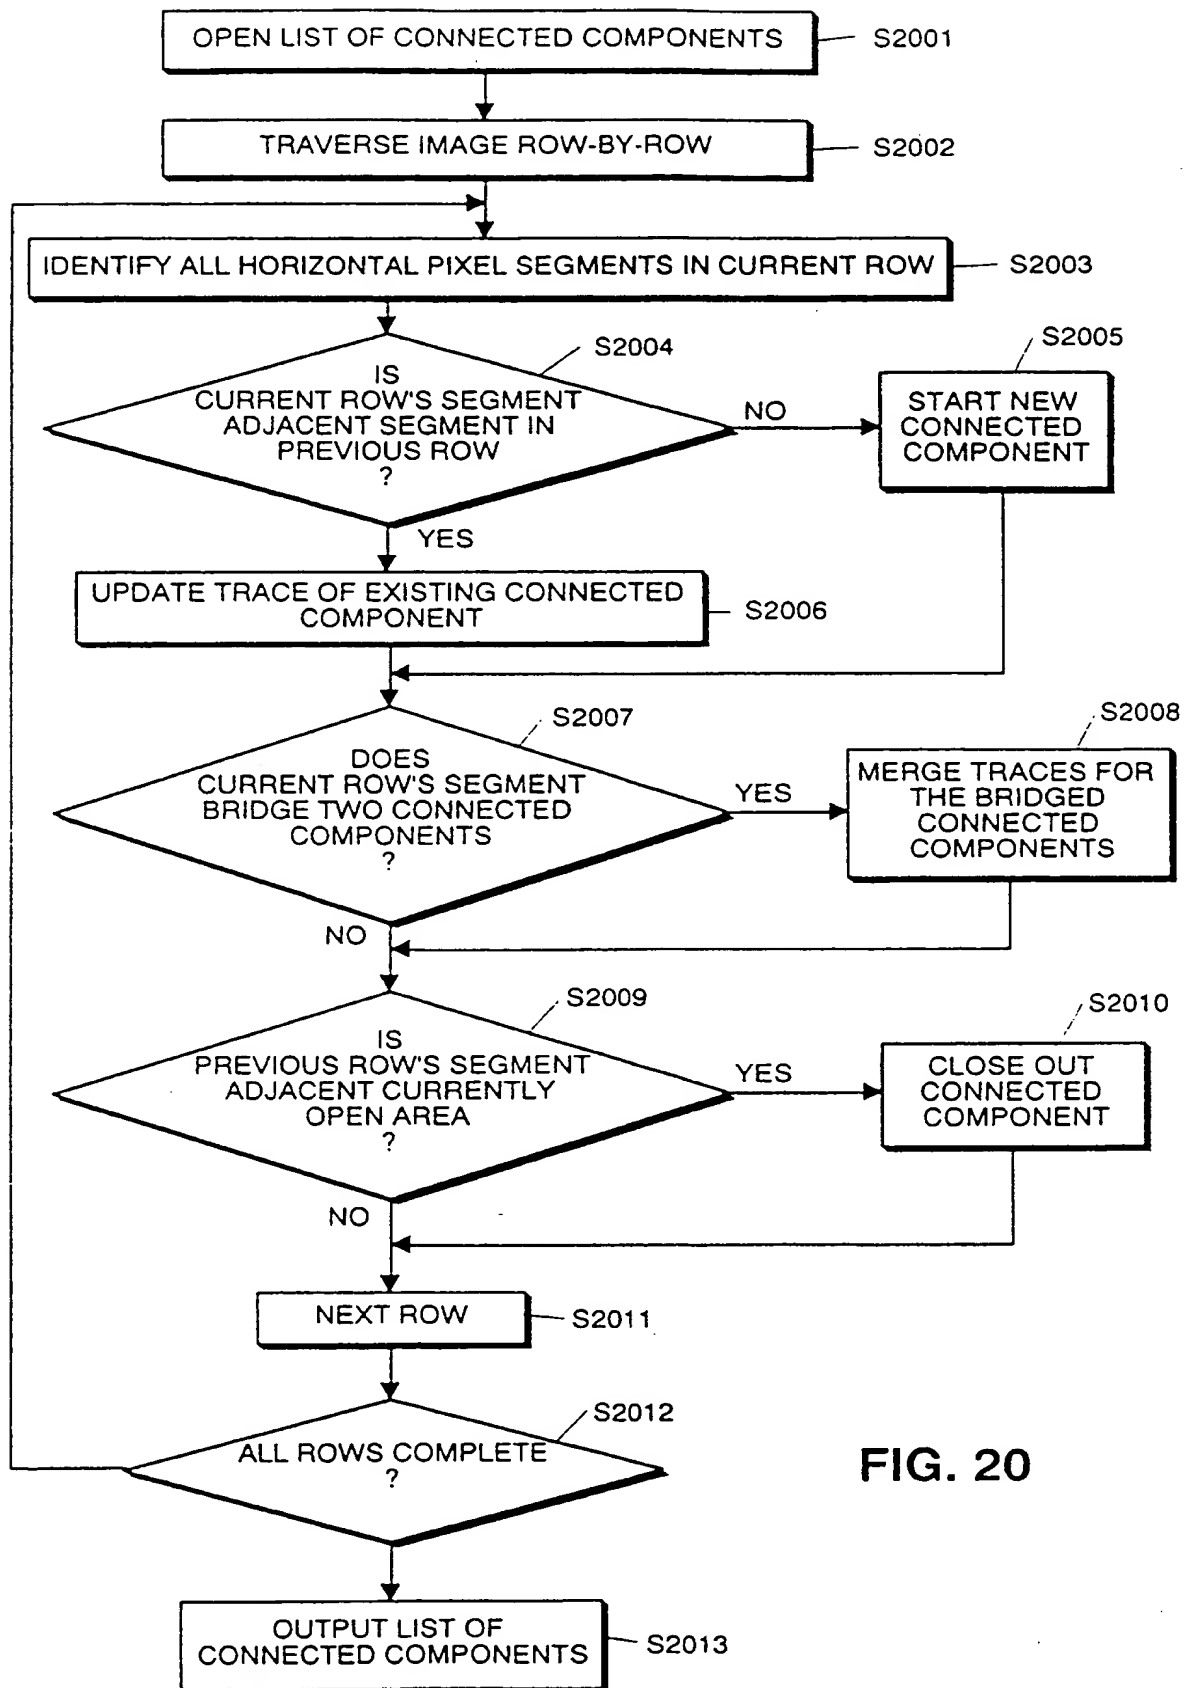 OPEN LIST OF CONNECTED COMPONENTS
S2001
TRAVERSE IMAGE ROW-BY-ROW
S2002
IDENTIFY ALL HORIZONTAL PIXEL SEGMENTS IN CURRENT ROW
S2003
S2004
IS
CURRENT ROW'S SEGMENT
ADJACENT SEGMENT IN
PREVIOUS ROW
?
NO
S2005
START NEW
CONNECTED
COMPONENT
YES
UPDATE TRACE OF EXISTING CONNECTED
COMPONENT
S2006
S2007
DOES
CURRENT ROW'S SEGMENT
BRIDGE TWO CONNECTED
COMPONENTS
?
YES
S2008
MERGE TRACES FOR
THE BRIDGED
CONNECTED
COMPONENTS
NO
S2009
IS
PREVIOUS ROW'S SEGMENT
ADJACENT CURRENTLY
OPEN AREA
?
YES
S2010
CLOSE OUT
CONNECTED
COMPONENT
NO
NEXT ROW
S2011
S2012
ALL ROWS COMPLETE
?
FIG. 20
OUTPUT LIST OF
CONNECTED COMPONENTS
S2013